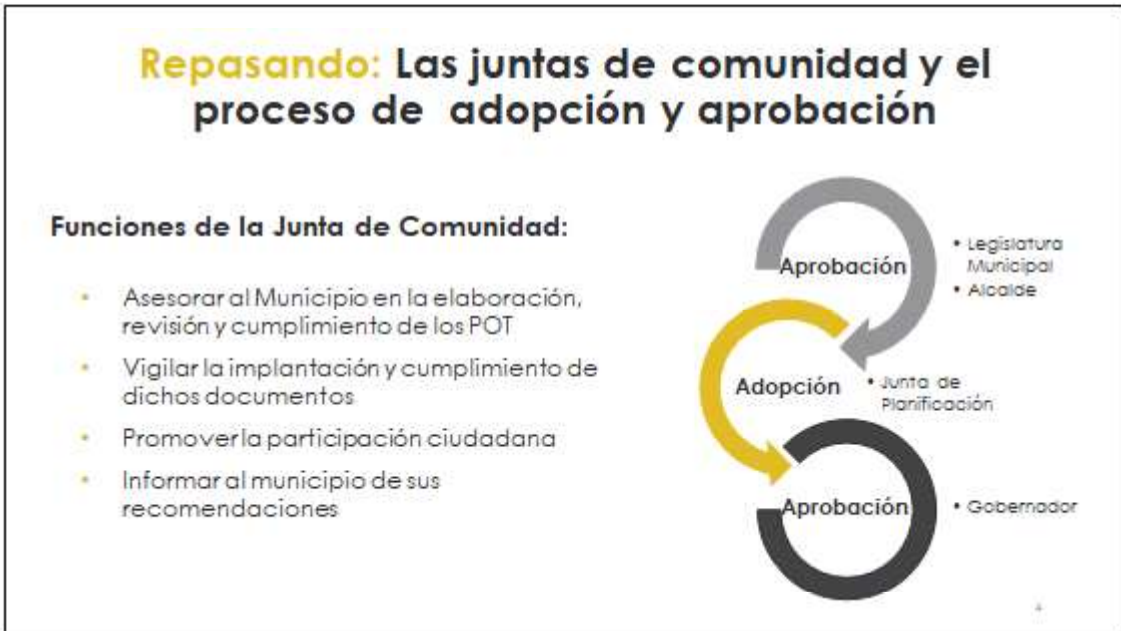 Repasando: Las juntas de comunidad y el
proceso de adopción y aprobación
Funciones de la Junta de Comunidad:
• Asesorar al Municipio en la elaboración,
revisión y cumplimiento de los POT
• Vigilar la implantación y cumplimiento de
dichos documentos
• Promover la participación ciudadana
• Informar al municipio de sus
recomendaciones
Aprobación
• Legislatura
Municipal
• Alcalde
Adopción
• Junta de
Planificación
Aprobación
• Gobernador
4